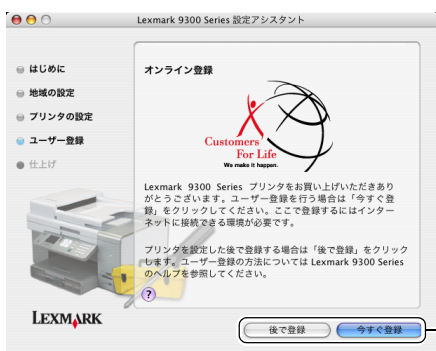 Lexmark 9300 Series 設定アシスタント
はじめに
地域の設定
プリンタの設定
ユーザー登録
仕上げ
オンライン登録
Customers
For Life
We make it happen.
Lexmark 9300 Series プリンタをお買い上げいただきあり
がとうございます。ユーザー登録を行う場合は「今すぐ登
録」をクリックしてください。ここで登録するにはインター
ネットに接続できる環境が必要です。
プリンタを設定した後で登録する場合は「後で登録」をクリック
します。ユーザー登録の方法については Lexmark 9300 Series
のヘルプを参照してください。
?
LEXMARK
後で登録
今すぐ登録